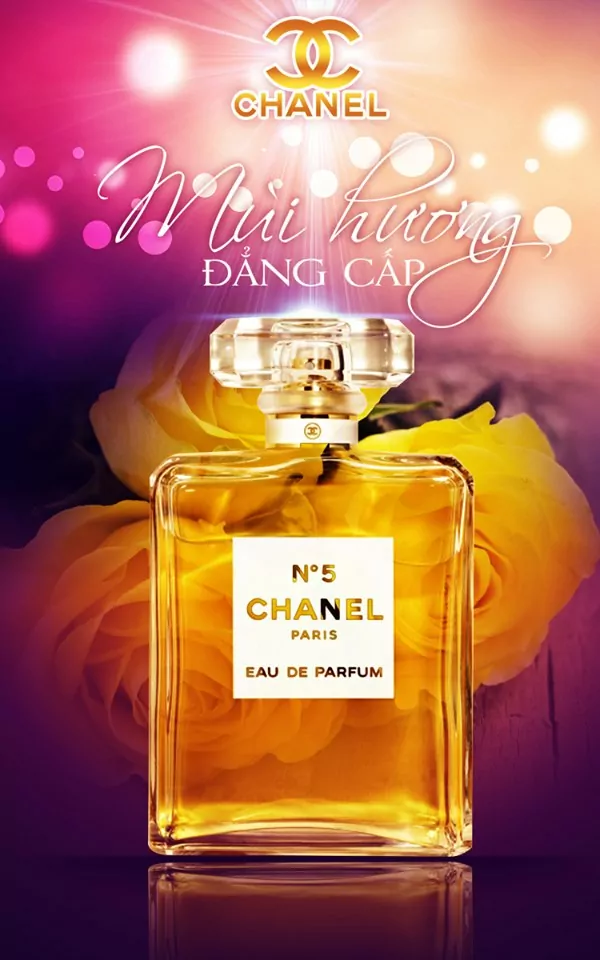 CHANEL
Mùi hương
ĐẲNG CẤP
N°5
CHANEL
PARIS
EAU DE PARFUM